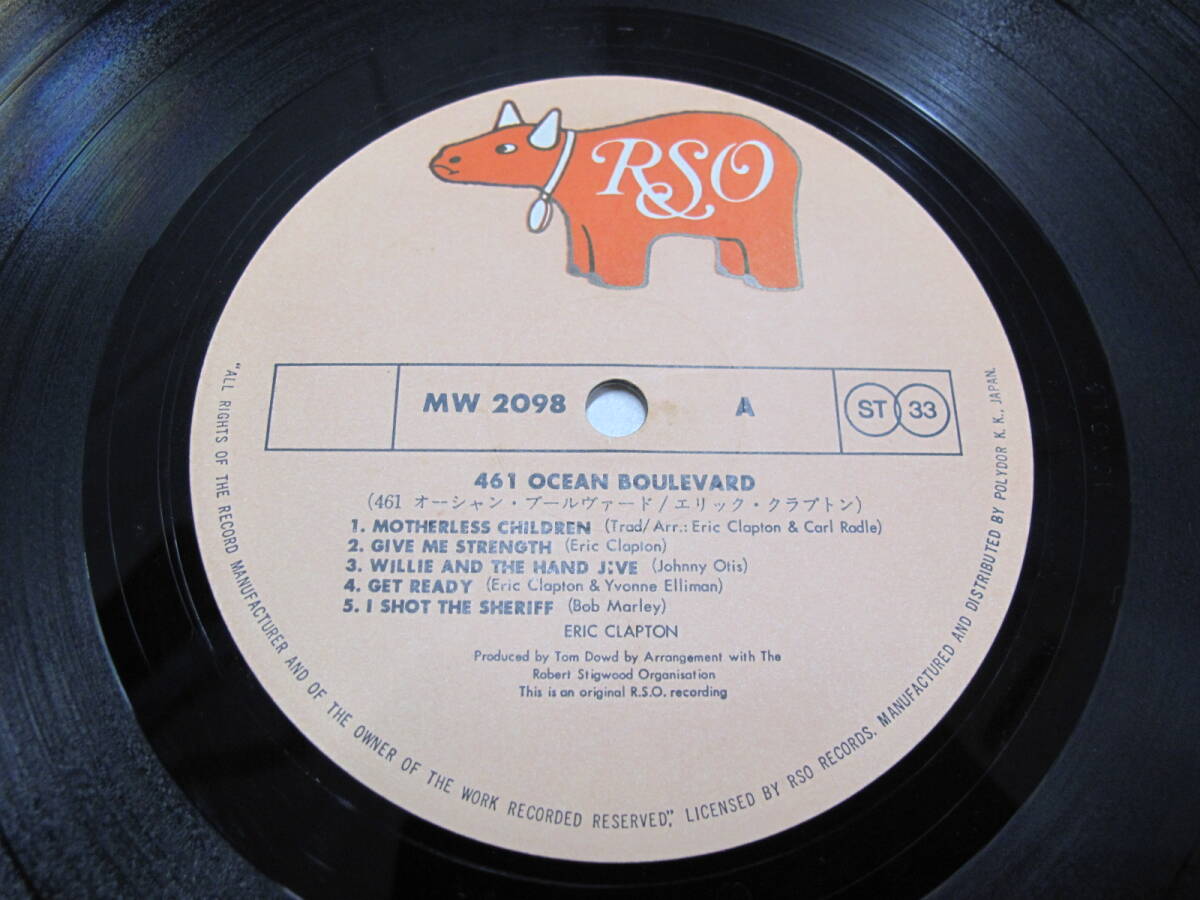 RSO
MW 2098 A ST 33
461 OCEAN BOULEVARD
(461 オーシャン・ブールヴァード/エリック・クラプトン)
1. MOTHERLESS CHILDREN (Trad/Arr.: Eric Clapton & Carl Radle)
2. GIVE ME STRENGTH (Eric Clapton)
3. WILLIE AND THE HAND JIVE (Johnny Otis)
4. GET READY (Eric Clapton & Yvonne Elliman)
5. I SHOT THE SHERIFF (Bob Marley)
ERIC CLAPTON
Produced by Tom Dowd by Arrangement with The
Robert Stigwood Organisation
This is an original R.S.O. recording
"ALL RIGHTS OF THE RECORD MANUFACTURER AND OF THE OWNER OF THE WORK RECORDED RESERVED", LICENSED BY RSO RECORDS. MANUFACTURED AND DISTRIBUTED BY POLYDOR K.K., JAPAN.